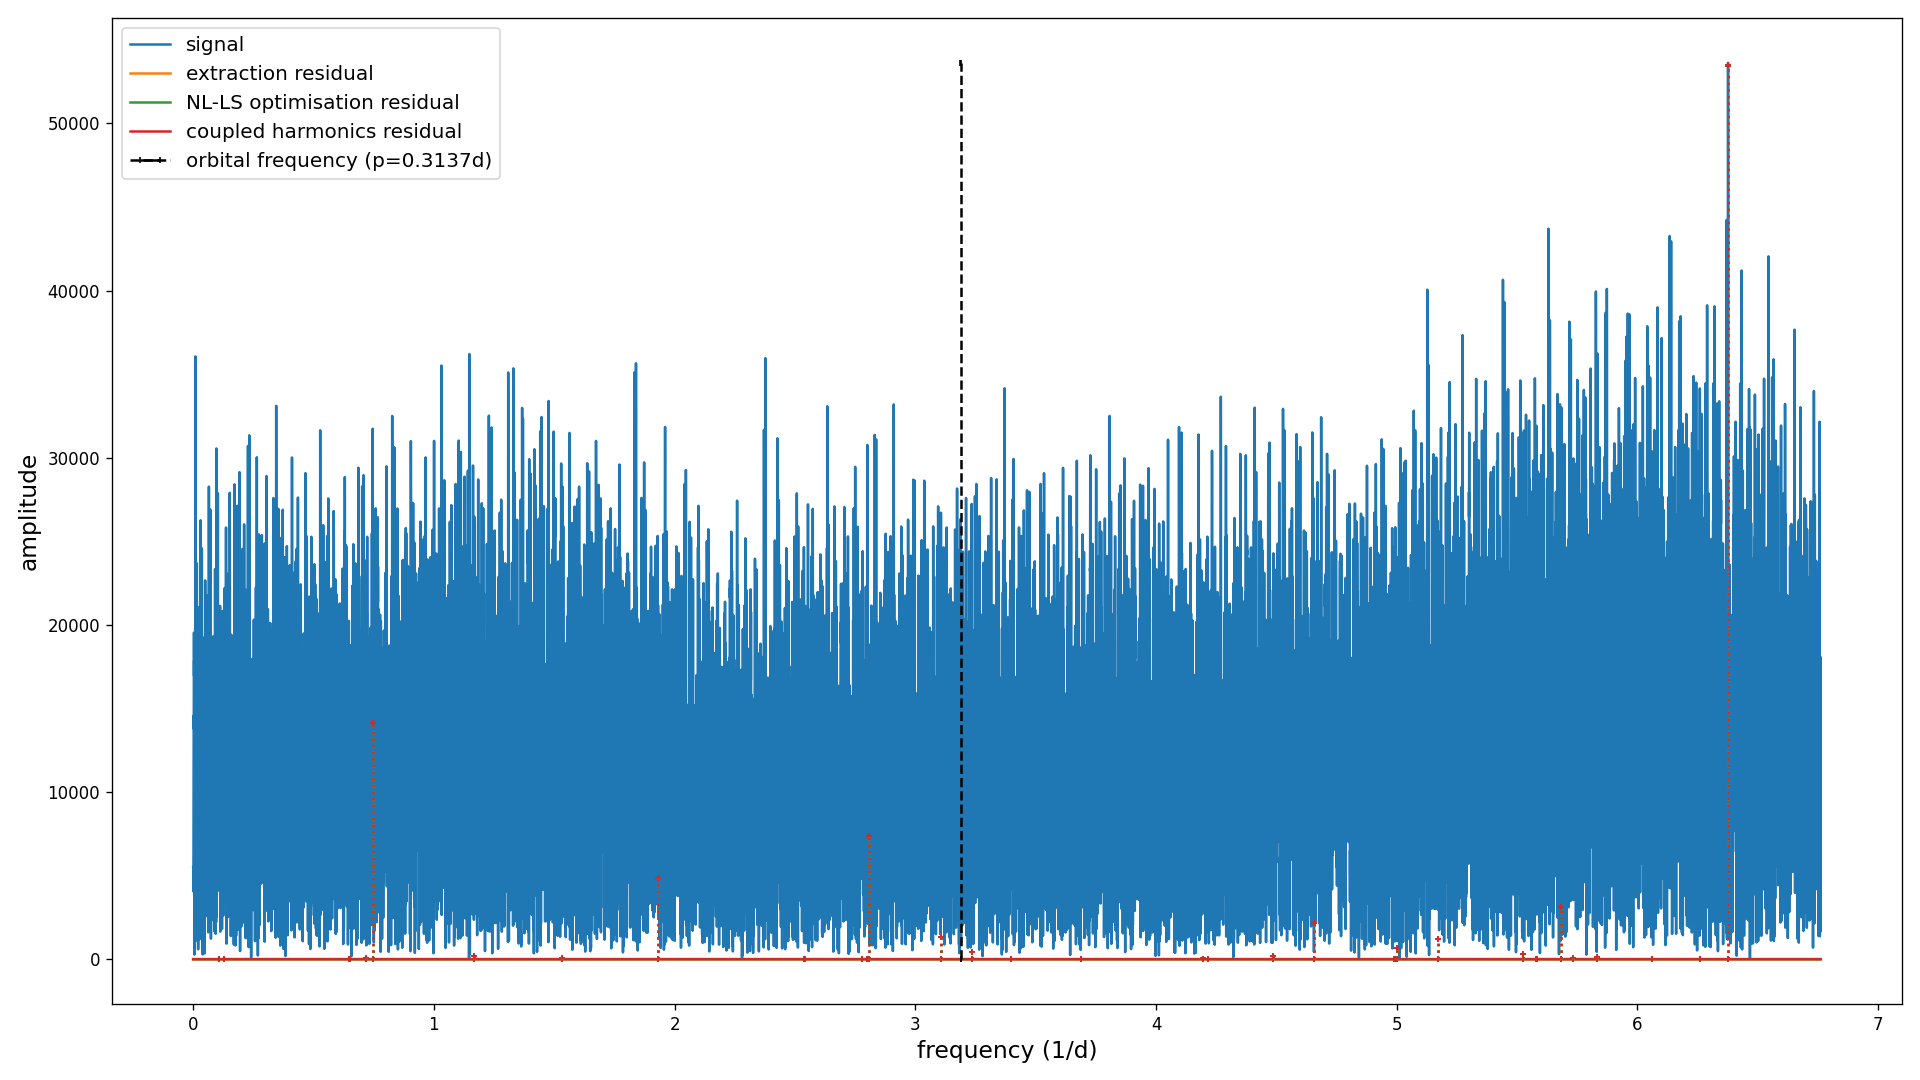 signal
extraction residual
NL-LS optimisation residual
coupled harmonics residual
orbital frequency (p=0.3137d)
50000
40000
30000
20000
10000
0
amplitude
0 1 2 3 4 5 6 7
frequency (1/d)